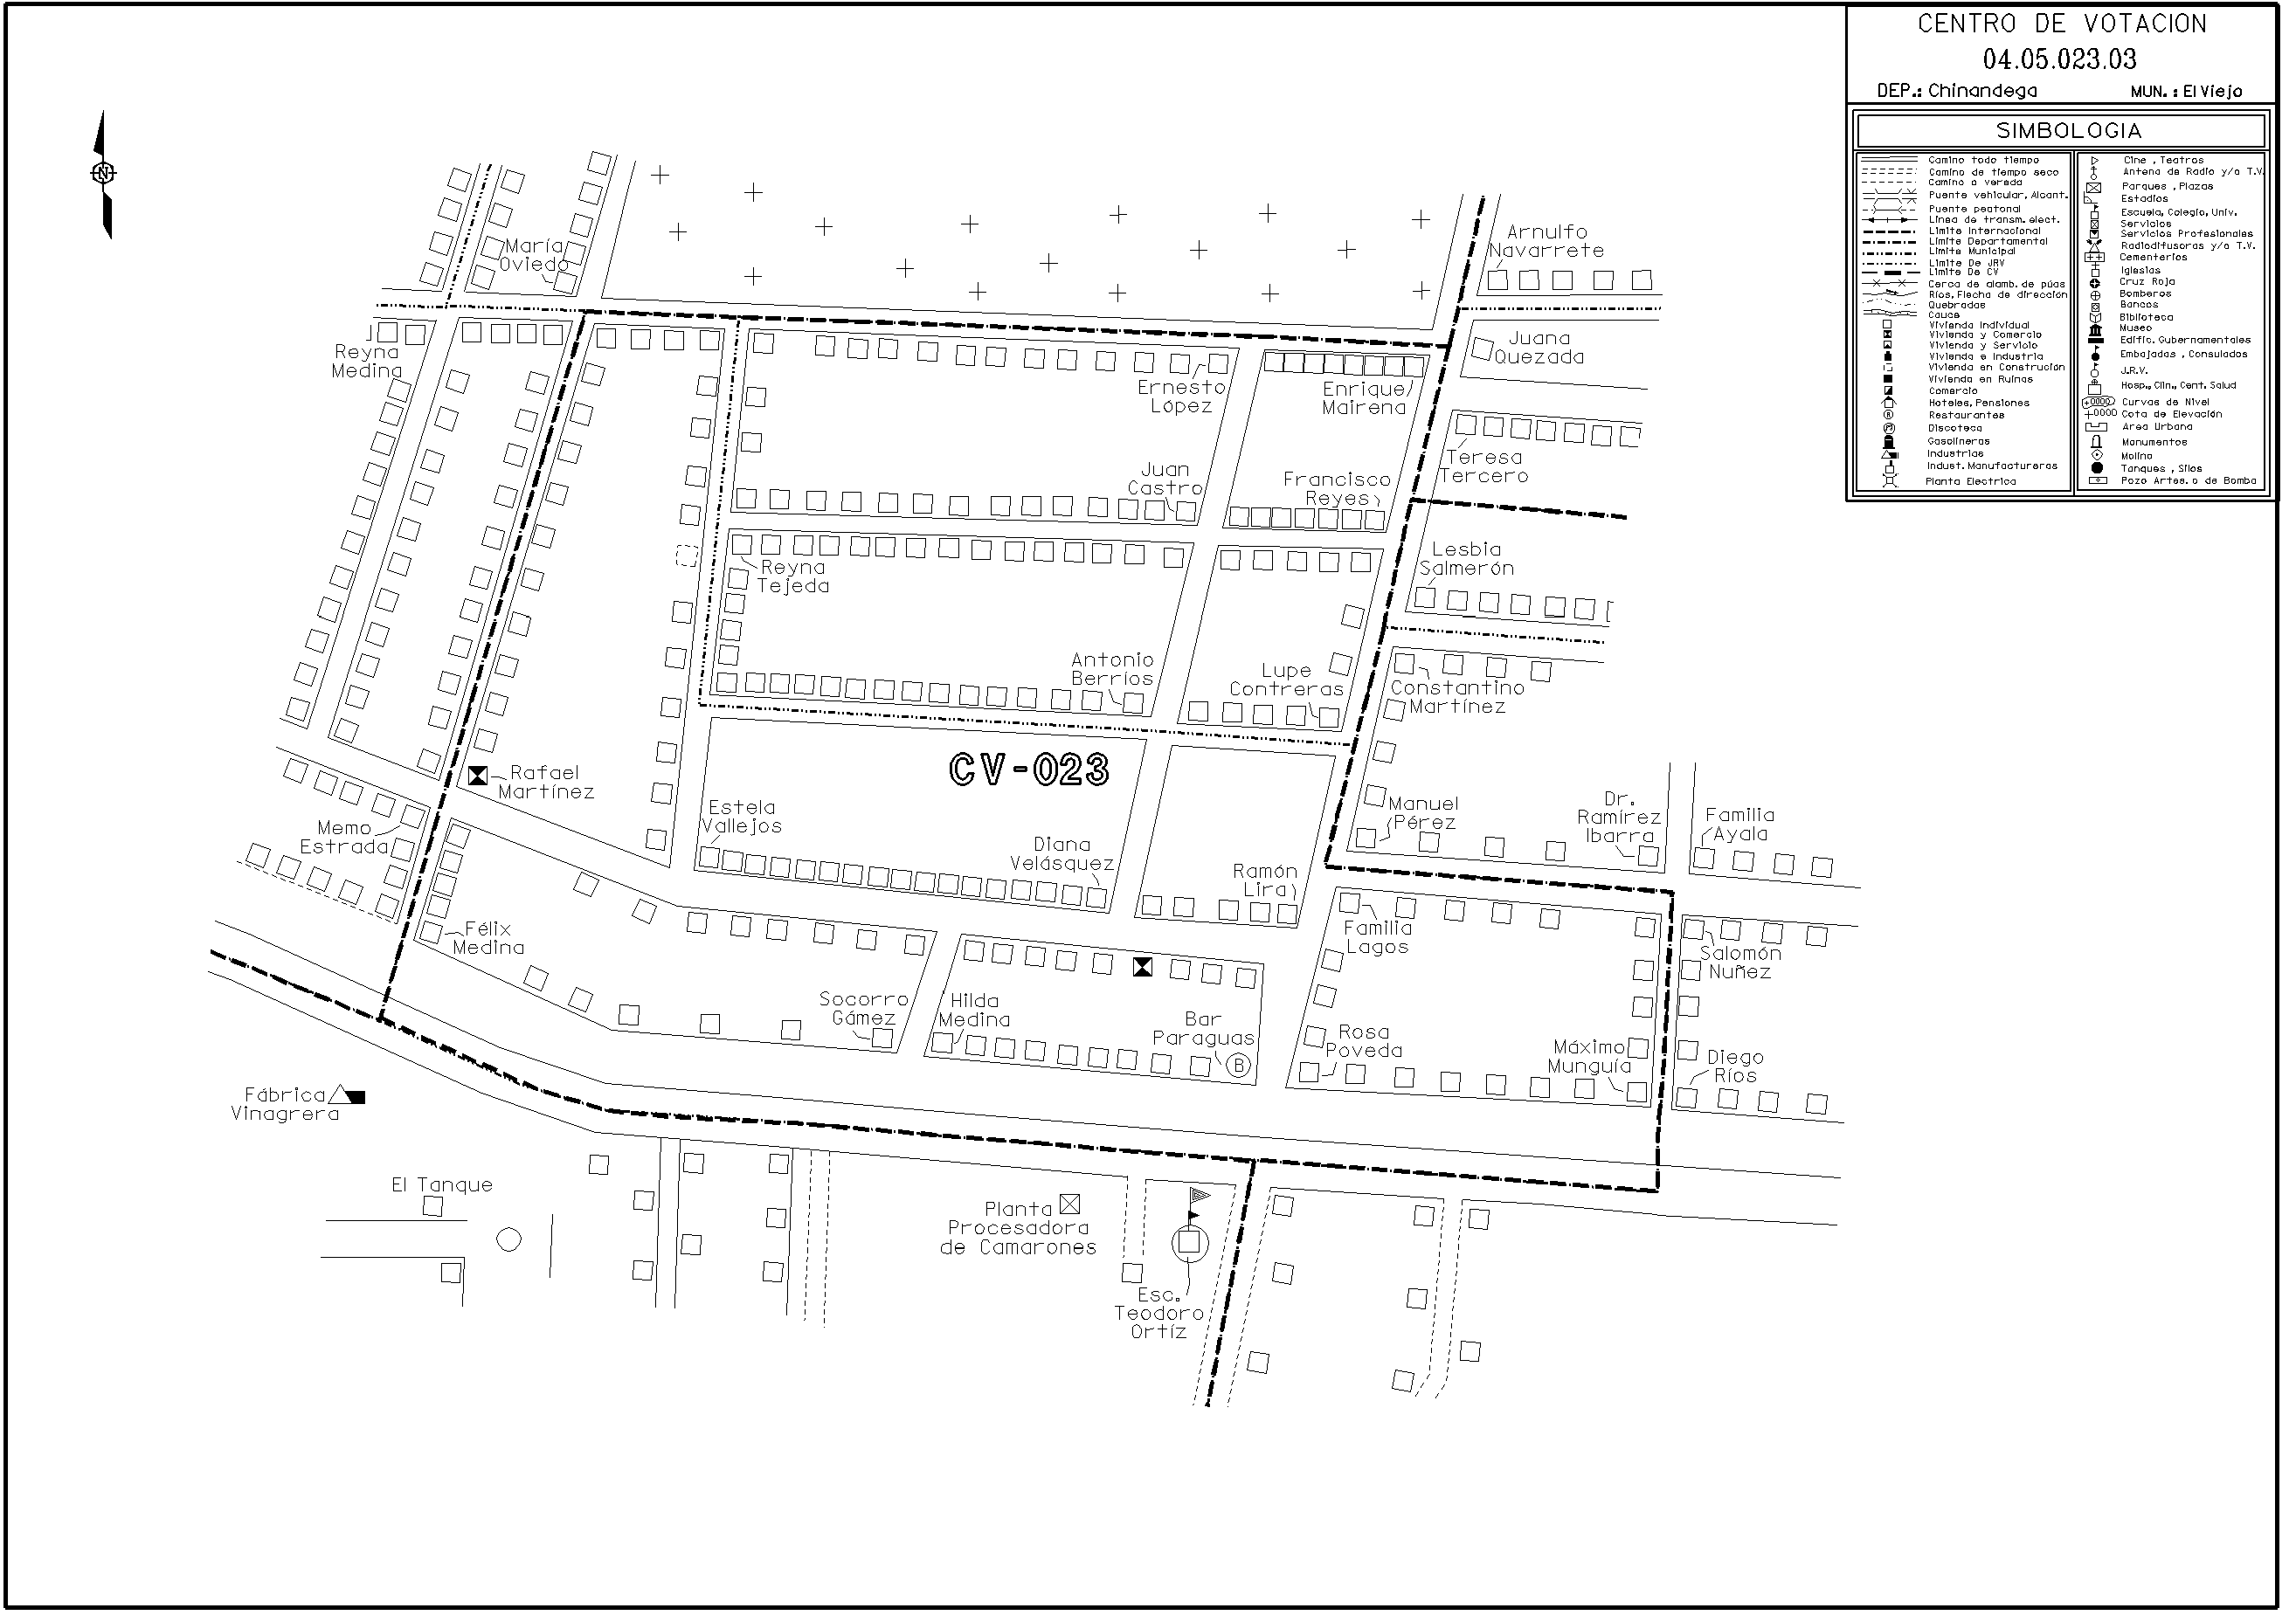 CENTRO DE VOTACION
04.05.023.03
DEP.: Chinandega
MUN. : El Viejo
SIMBOLOGIA
Camino todo tiempo
Camino de tiempo seco
Camino o vereda
Puente vehicular, Alcant.
Puente peatonal
Línea de transm. elect.
Limite Internacional
Limite Departamental
Limite Municipal
Limite De JRV
Limite De CV
Cerca de alamb. de púas
Ríos, Flecha de dirección
Quebradas
Cauce
Vivienda Individual
Vivienda y Comercio
Vivienda y Servicio
Vivienda e Industria
Vivienda en Construción
Vivienda en Ruinas
Comercio
Hoteles, Pensiones
Restaurantes
Discoteca
Gasolineras
Industrias
Indust. Manufactureras
Planta Electrica
Cine , Teatros
Antena de Radio y/o T.V.
Parques , Plazas
Estadios
Escuela, Colegio, Univ.
Servicios
Servicios Profesionales
Radiodifusoras y/o T.V.
Cementerios
Iglesias
Cruz Roja
Bomberos
Bancos
Biblioteca
Museo
Edific. Gubernamentales
Embajadas , Consulados
J.R.V.
Hosp., Clin., Cent. Salud
Curvas de Nivel
+0000 Cota de Elevación
Area Urbana
Monumentos
Molino
Tanques , Silos
Pozo Artes. o de Bomba
N
María
Oviedo
Arnulfo
Navarrete
Reyna
Medina
Juana
Quezada
Ernesto
López
Enrique
Mairena
Juan
Castro
Francisco
Reyes
Teresa
Tercero
Reyna
Tejeda
Lesbia
Salmerón
Antonio
Berríos
Lupe
Contreras
Constantino
Martínez
CV-023
Rafael
Martínez
Memo
Estrada
Estela
Vallejos
Diana
Velásquez
Manuel
Pérez
Dr.
Ramírez
Ibarra
Familia
Ayala
Ramón
Lira
Félix
Medina
Familia
Lagos
Salomón
Nuñez
Socorro
Gámez
Hilda
Medina
Bar
Paraguas
B
Rosa
Poveda
Máximo
Munguía
Diego
Ríos
Fábrica
Vinagrera
El Tanque
Planta
Procesadora
de Camarones
Esc.
Teodoro
Ortíz